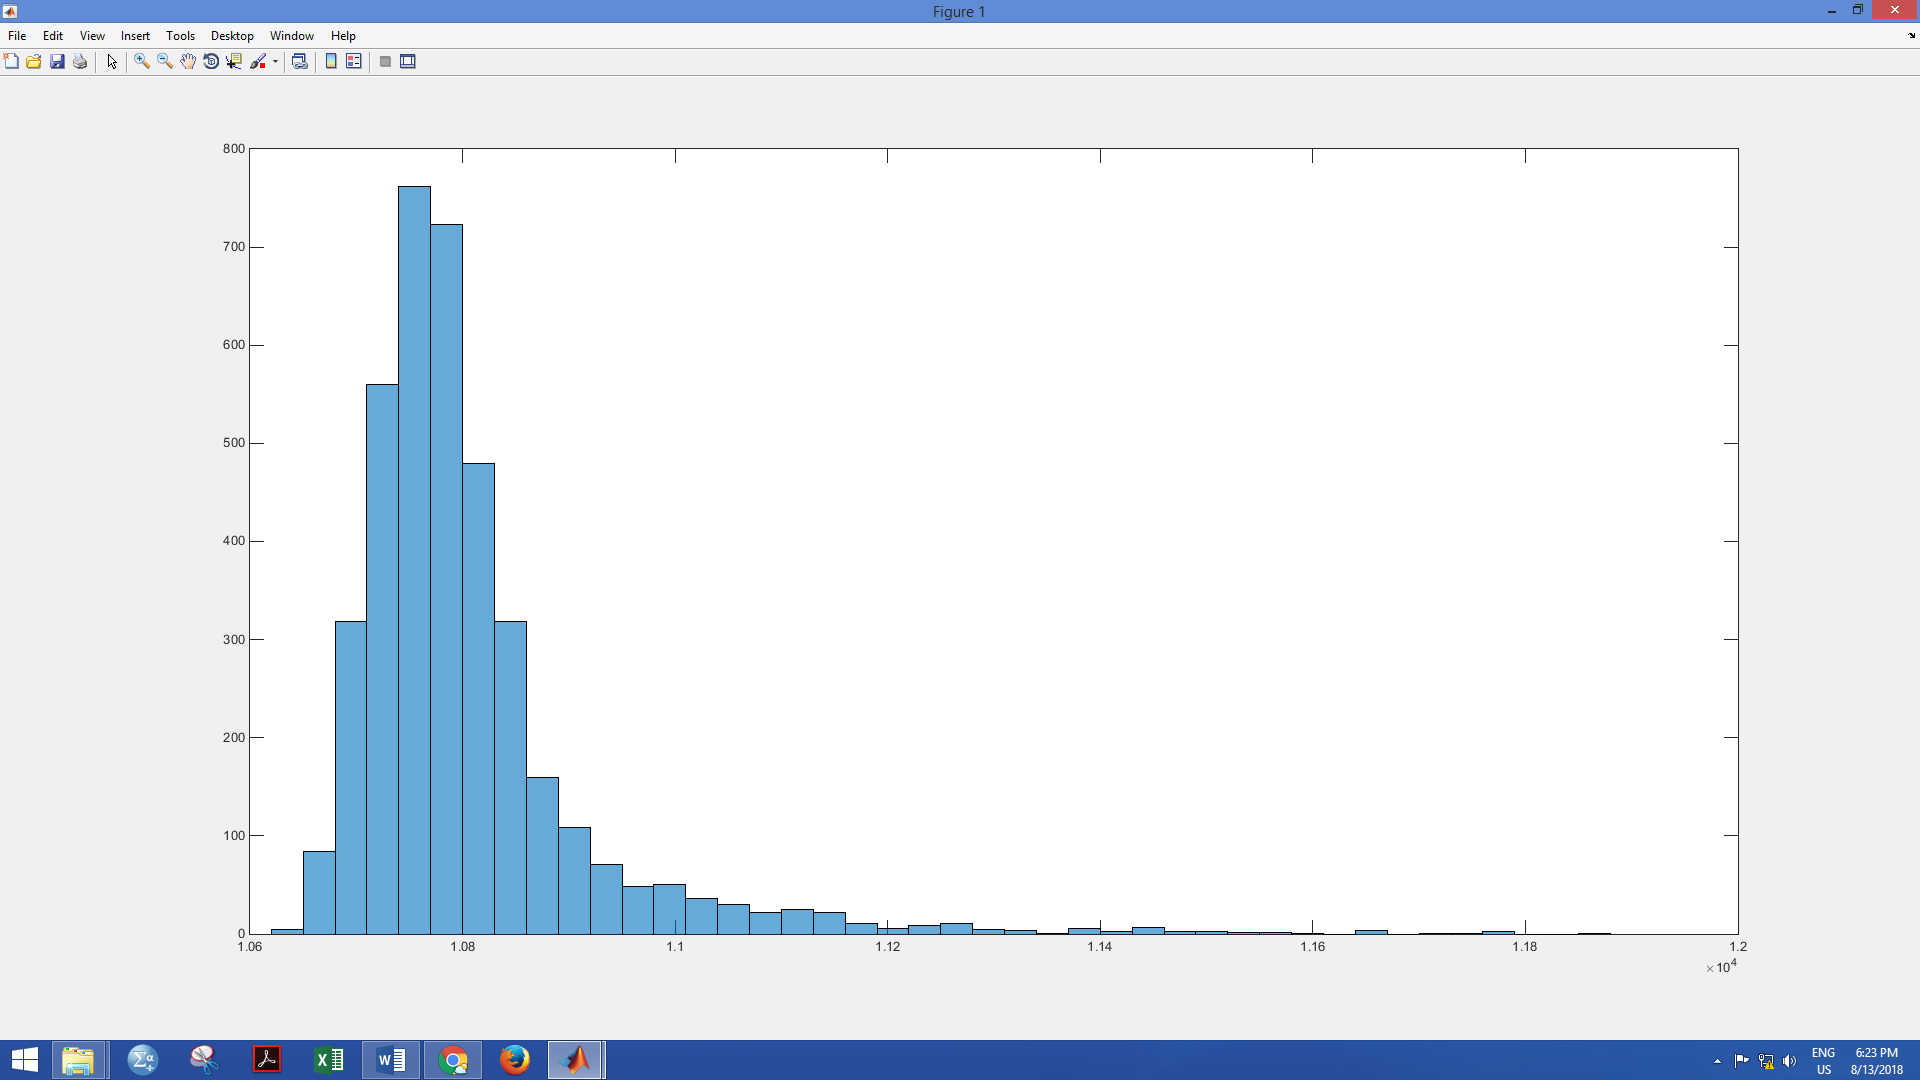 Figure 1
File Edit View Insert Tools Desktop Window Help
800
700
600
500
400
300
200
100
0
1.06 1.08 1.1 1.12 1.14 1.16 1.18 1.2
×10⁴
ENG 6:23 PM
US 8/13/2018